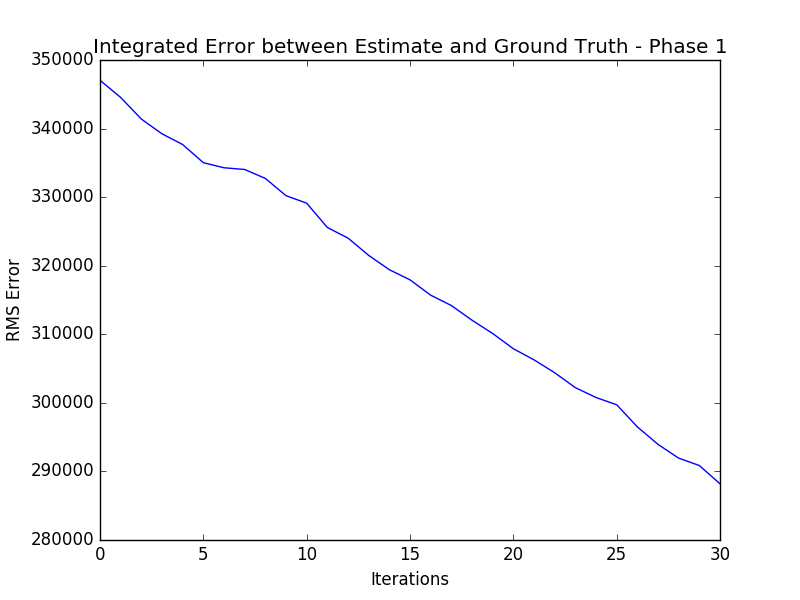 Integrated Error between Estimate and Ground Truth - Phase 1
350000
340000
330000
320000
310000
300000
290000
280000
RMS Error
0 5 10 15 20 25 30
Iterations